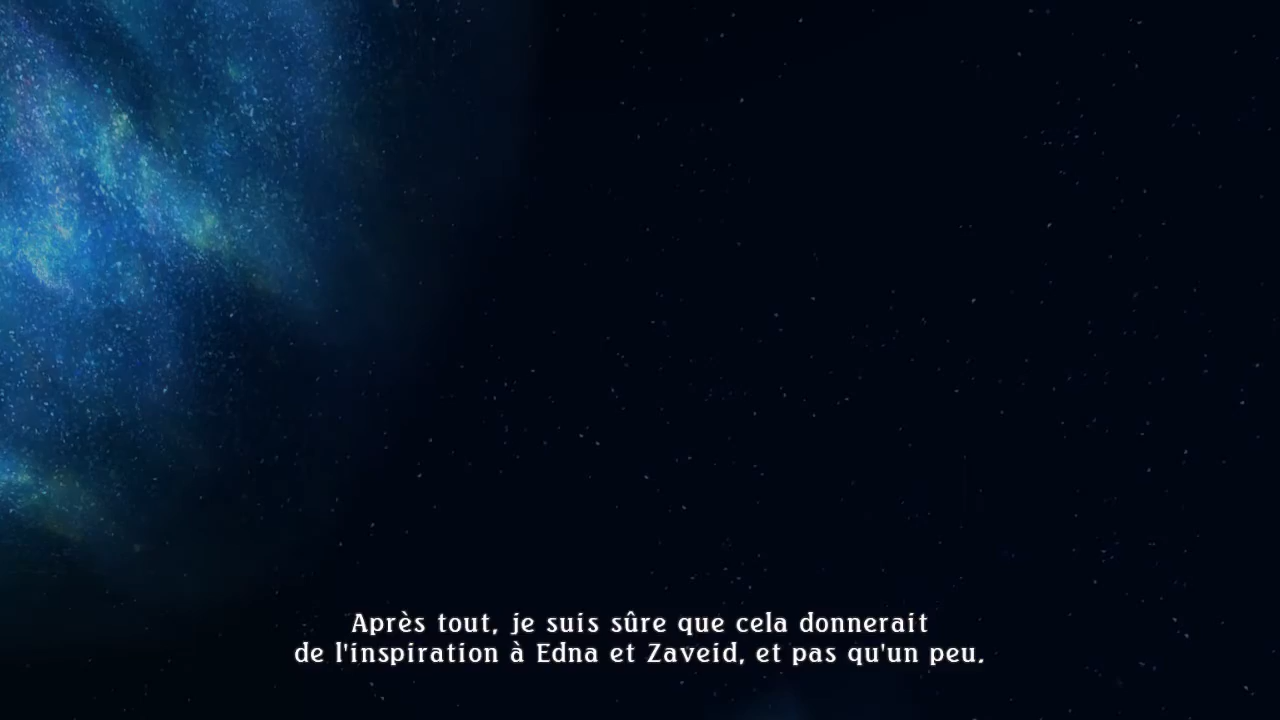 Après tout, je suis sûre que cela donnerait
de l'inspiration à Edna et Zaveid, et pas qu'un peu.